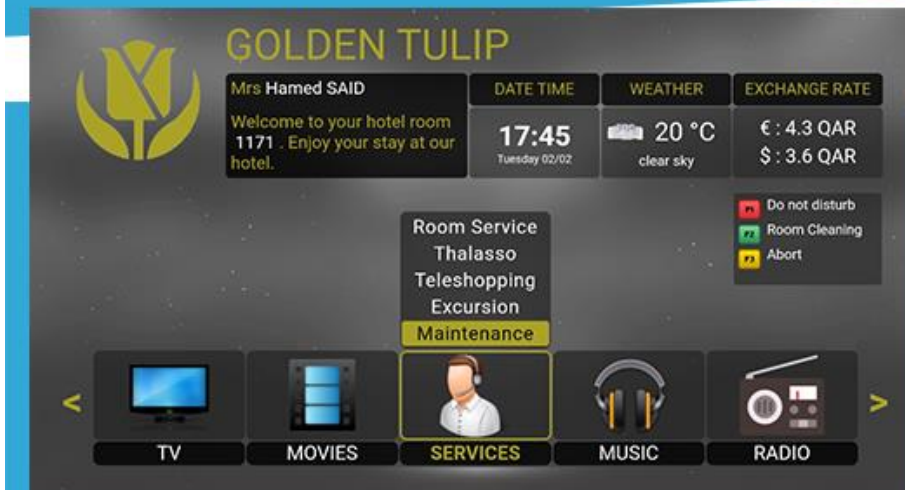 GOLDEN TULIP
Mrs Hamed SAID
Welcome to your hotel room
1171 . Enjoy your stay at our
hotel.
DATE TIME
17:45
Tuesday 02/02
WEATHER
20 °C
clear sky
EXCHANGE RATE
€ : 4.3 QAR
$ : 3.6 QAR
P1 Do not disturb
P2 Room Cleaning
P3 Abort
Room Service
Thalasso
Teleshopping
Excursion
Maintenance
<
>
TV
MOVIES
SERVICES
MUSIC
RADIO